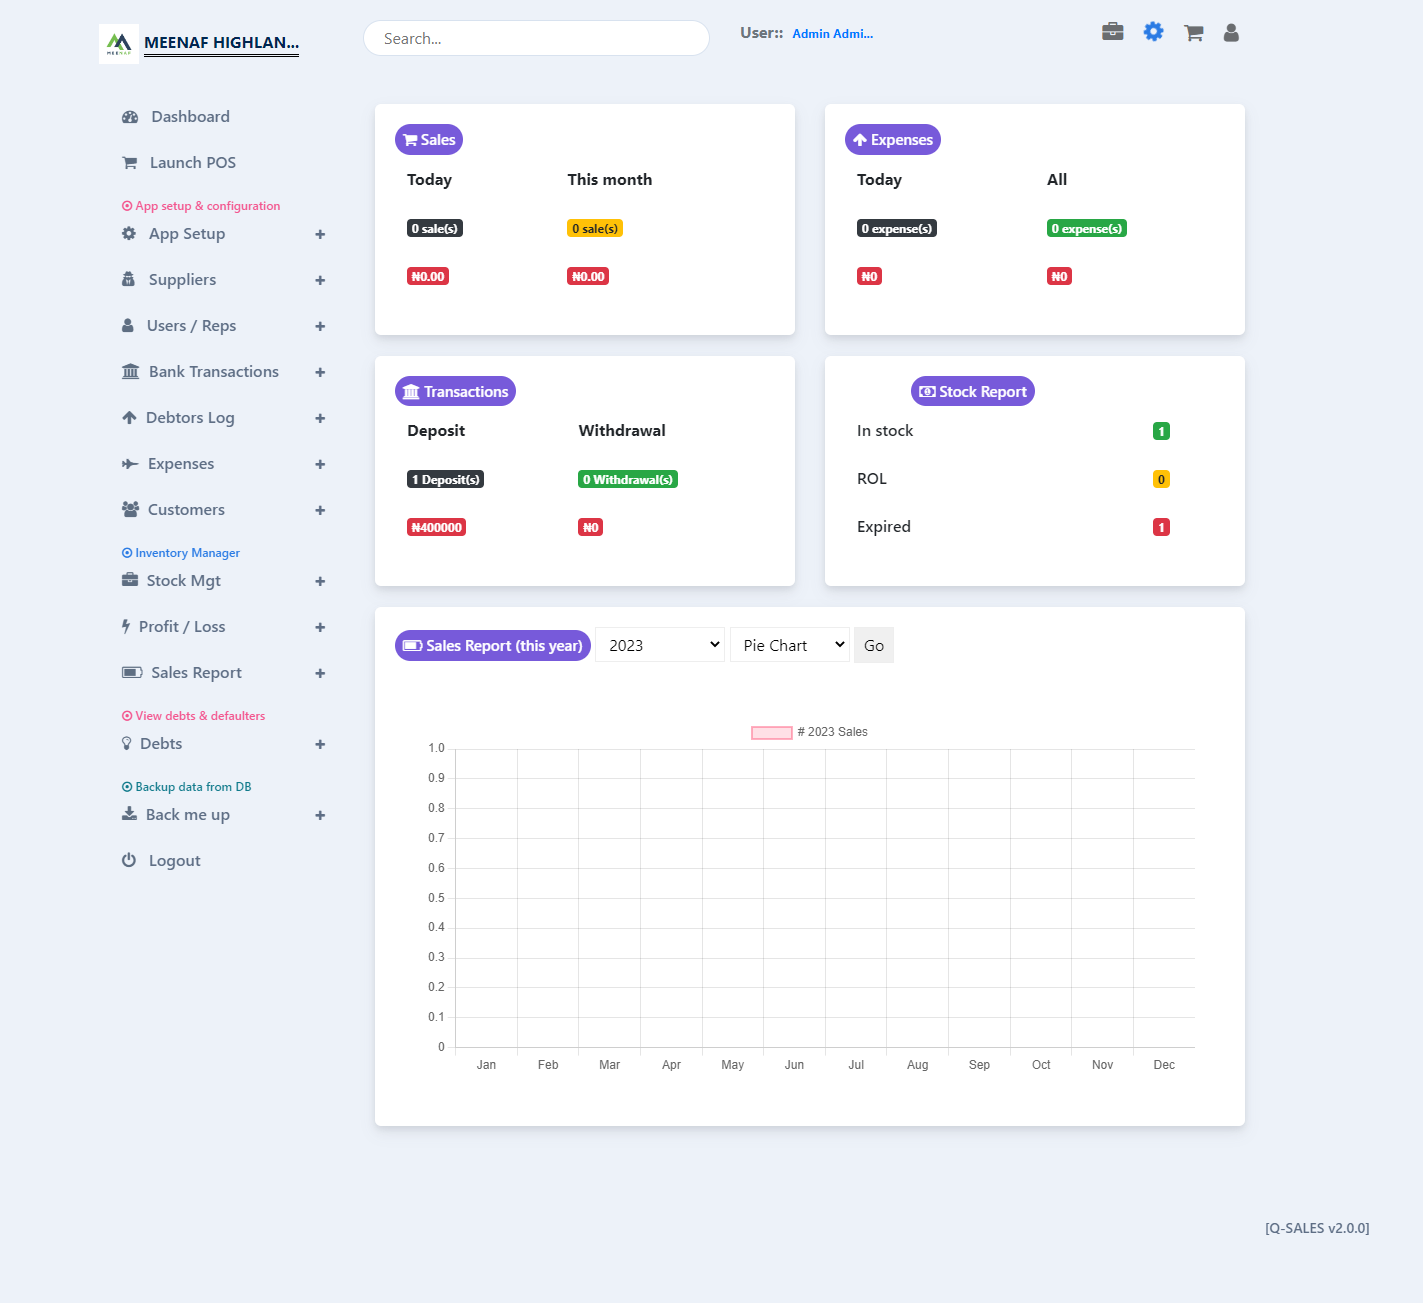 MEENAF
MEENAF HIGHLAN...
Search...
User:: Admin Admi...
Dashboard
Launch POS
App setup & configuration
App Setup
Suppliers
Users / Reps
Bank Transactions
Debtors Log
Expenses
Customers
Inventory Manager
Stock Mgt
Profit / Loss
Sales Report
View debts & defaulters
Debts
Backup data from DB
Back me up
Logout
Sales
Today This month
0 sale(s) 0 sale(s)
₦0.00 ₦0.00
Expenses
Today All
0 expense(s) 0 expense(s)
₦0 ₦0
Transactions
Deposit Withdrawal
1 Deposit(s) 0 Withdrawal(s)
₦400000 ₦0
Stock Report
In stock 1
ROL 0
Expired 1
Sales Report (this year) 2023 Pie Chart Go
# 2023 Sales
1.0
0.9
0.8
0.7
0.6
0.5
0.4
0.3
0.2
0.1
0
Jan Feb Mar Apr May Jun Jul Aug Sep Oct Nov Dec
[Q-SALES v2.0.0]